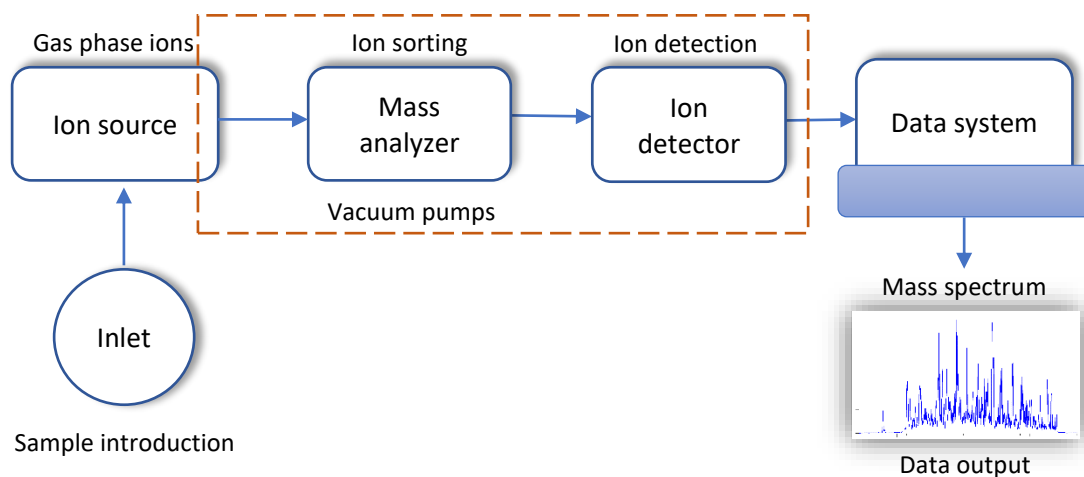 Gas phase ions
Ion sorting
Ion detection
Ion source
Mass
analyzer
Ion
detector
Data system
Vacuum pumps
Inlet
Sample introduction
Mass spectrum
Data output